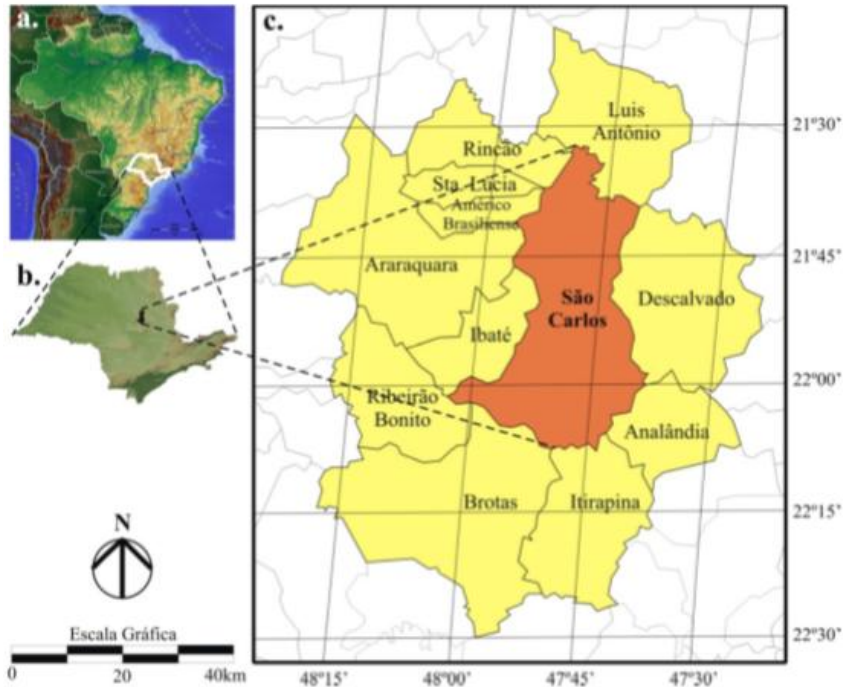 a.
b.
N
Escala Gráfica
0 20 40km
c.
Luis
Antônio
Rincão
Sta. Lucia
Américo
Brasiliense
Araraquara
São
Carlos
Descalvado
Ibaté
Ribeirão
Bonito
Analândia
Brotas
Itirapina
21°30'
21°45'
22°00'
22°15'
22°30'
48°15' 48°00' 47°45' 47°30'